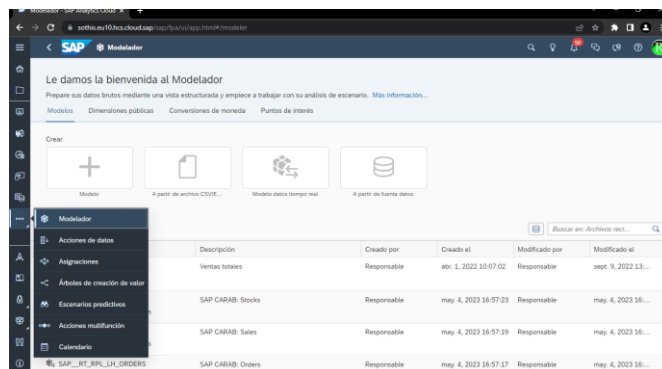 Modelador - SAP Analytics Cloud
sothis.eu10.hcs.cloud.sap/sap/fpa/ui/app.html#/modeler
SAP Modelador
Le damos la bienvenida al Modelador
Prepare sus datos brutos mediante una vista estructurada y empiece a trabajar con su análisis de escenario. Más información...
Modelos Dimensiones públicas Conversiones de moneda Puntos de interés
Crear
Modelo A partir de archivo CSV/E... Modelo datos tiempo real A partir de fuente datos
Modelador
Acciones de datos
Asignaciones
Árboles de creación de valor
Escenarios predictivos
Acciones multifunción
Calendario
Buscar en: Archivos reci...
Descripción Creado por Creado el Modificado por Modificado el
Ventas totales Responsable abr. 1, 2022 10:07:02 Responsable sept. 9, 2022 13:...
SAP CARAB: Stocks Responsable may. 4, 2023 16:57:23 Responsable may. 4, 2023 16:...
SAP CARAB: Sales Responsable may. 4, 2023 16:57:19 Responsable may. 4, 2023 16:...
SAP__RT_RPL_LH_ORDERS SAP CARAB: Orders Responsable may. 4, 2023 16:57:17 Responsable may. 4, 2023 16:...